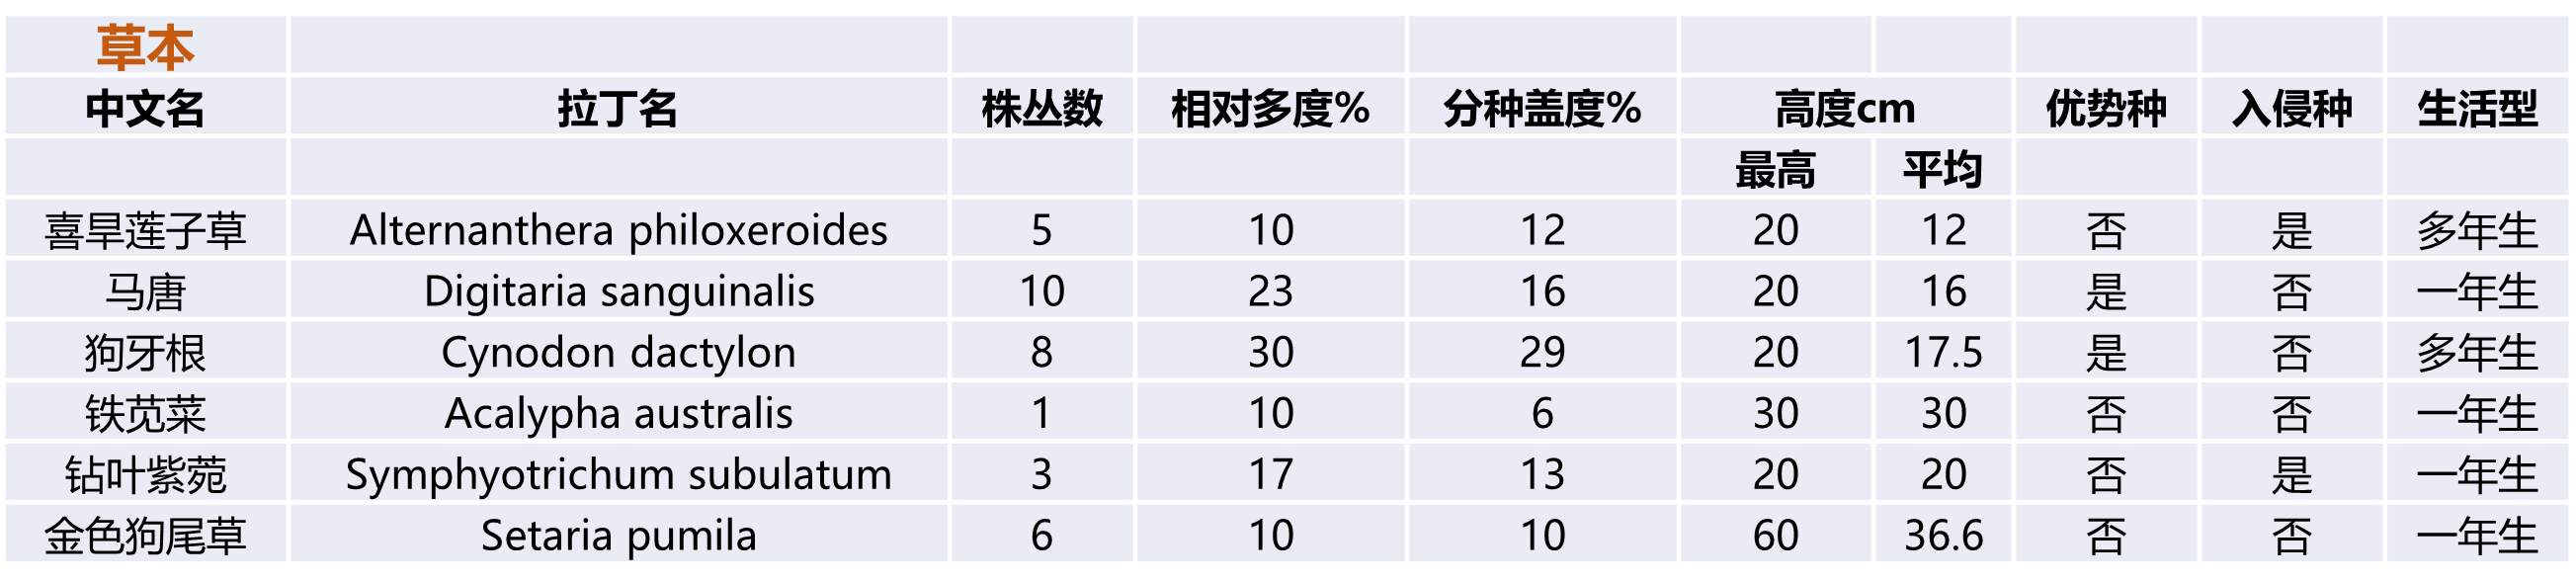 草本
中文名 拉丁名 株丛数 相对多度% 分种盖度% 高度cm 优势种 入侵种 生活型
最高 平均
喜旱莲子草 Alternanthera philoxeroides 5 10 12 20 12 否 是 多年生
马唐 Digitaria sanguinalis 10 23 16 20 16 是 否 一年生
狗牙根 Cynodon dactylon 8 30 29 20 17.5 是 否 多年生
铁苋菜 Acalypha australis 1 10 6 30 30 否 否 一年生
钻叶紫菀 Symphyotrichum subulatum 3 17 13 20 20 否 是 一年生
金色狗尾草 Setaria pumila 6 10 10 60 36.6 否 否 一年生